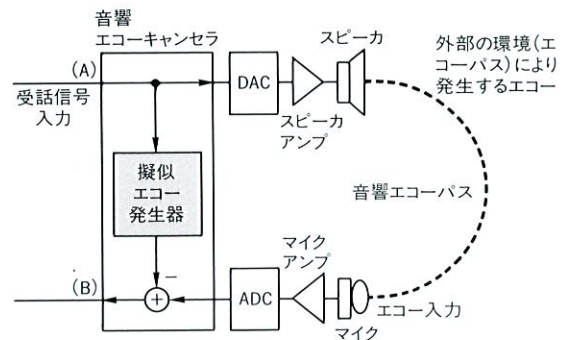 音響
エコーキャンセラ
(A)
受話信号
入力
DAC
スピーカ
スピーカ
アンプ
外部の環境(エ
コーパス)により
発生するエコー
擬似
エコー
発生器
音響エコーパス
(B)
−
+
ADC
マイク
アンプ
マイク
エコー入力